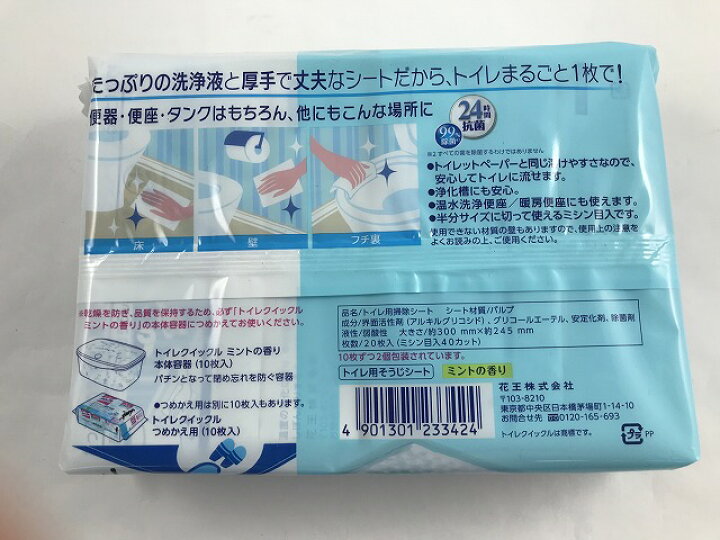 たっぷりの洗浄液と厚手で丈夫なシートだから、トイレまるごと1枚で!
便器・便座・タンクはもちろん、他にもこんな場所に
99%除菌※2
24時間
抗菌
※2 すべての菌を除菌するわけではありません
●トイレットペーパーと同じ溶けやすさなので、
安心してトイレに流せます。
●浄化槽にも安心。
●温水洗浄便座/暖房便座にも使えます。
●半分サイズに切って使えるミシン目入です。
使用できない材質の壁もありますので、使用上の注意を
よくお読みの上、ご使用ください。
床
壁
フチ裏
※乾燥を防ぎ、品質を保持するため、必ず「トイレクイックル
ミントの香り」の本体容器につめかえてお使いください。
トイレクイックル ミントの香り
本体容器(10枚入)
パチンとなって閉め忘れを防ぐ容器
●つめかえ用は別に10枚入もあります。
トイレクイックル
つめかえ用(10枚入)
品名/トイレ用掃除シート シート材質/パルプ
成分/界面活性剤(アルキルグリコシド)、グリコールエーテル、安定化剤、除菌剤
液性/弱酸性 大きさ/約300mm×約245mm
枚数/20枚入(ミシン目入40カット)
10枚ずつ2個包装されています。
トイレ用そうじシート
ミントの香り
花王株式会社
〒103-8210
東京都中央区日本橋茅場町1-14-10
お問合せ先 0120-165-693
トイレクイックルは商標です。
4 901301 233424
プラ
PP